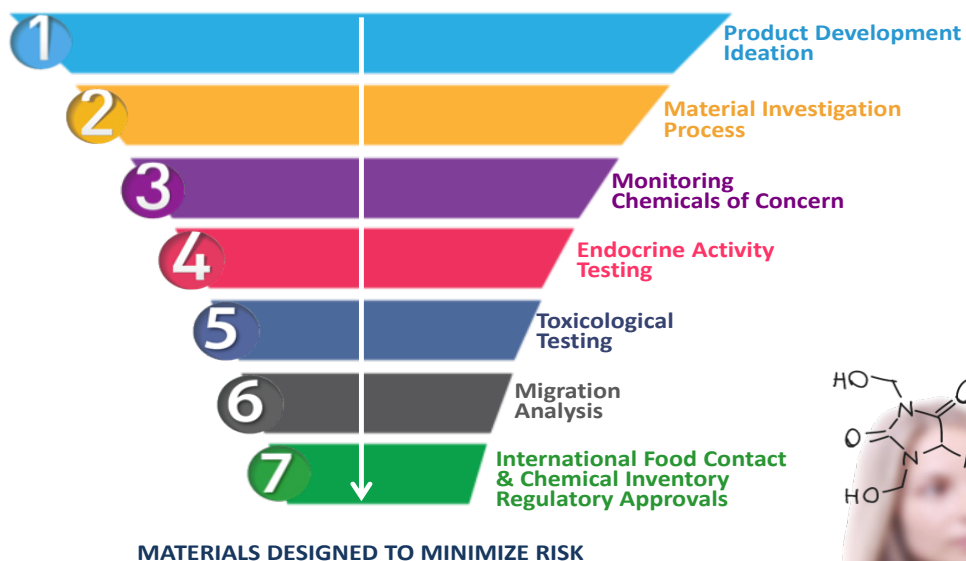 1
Product Development
Ideation
2
Material Investigation
Process
3
Monitoring
Chemicals of Concern
4
Endocrine Activity
Testing
5
Toxicological
Testing
6
Migration
Analysis
7
International Food Contact
& Chemical Inventory
Regulatory Approvals
HO
N
O
O
N
HO
MATERIALS DESIGNED TO MINIMIZE RISK